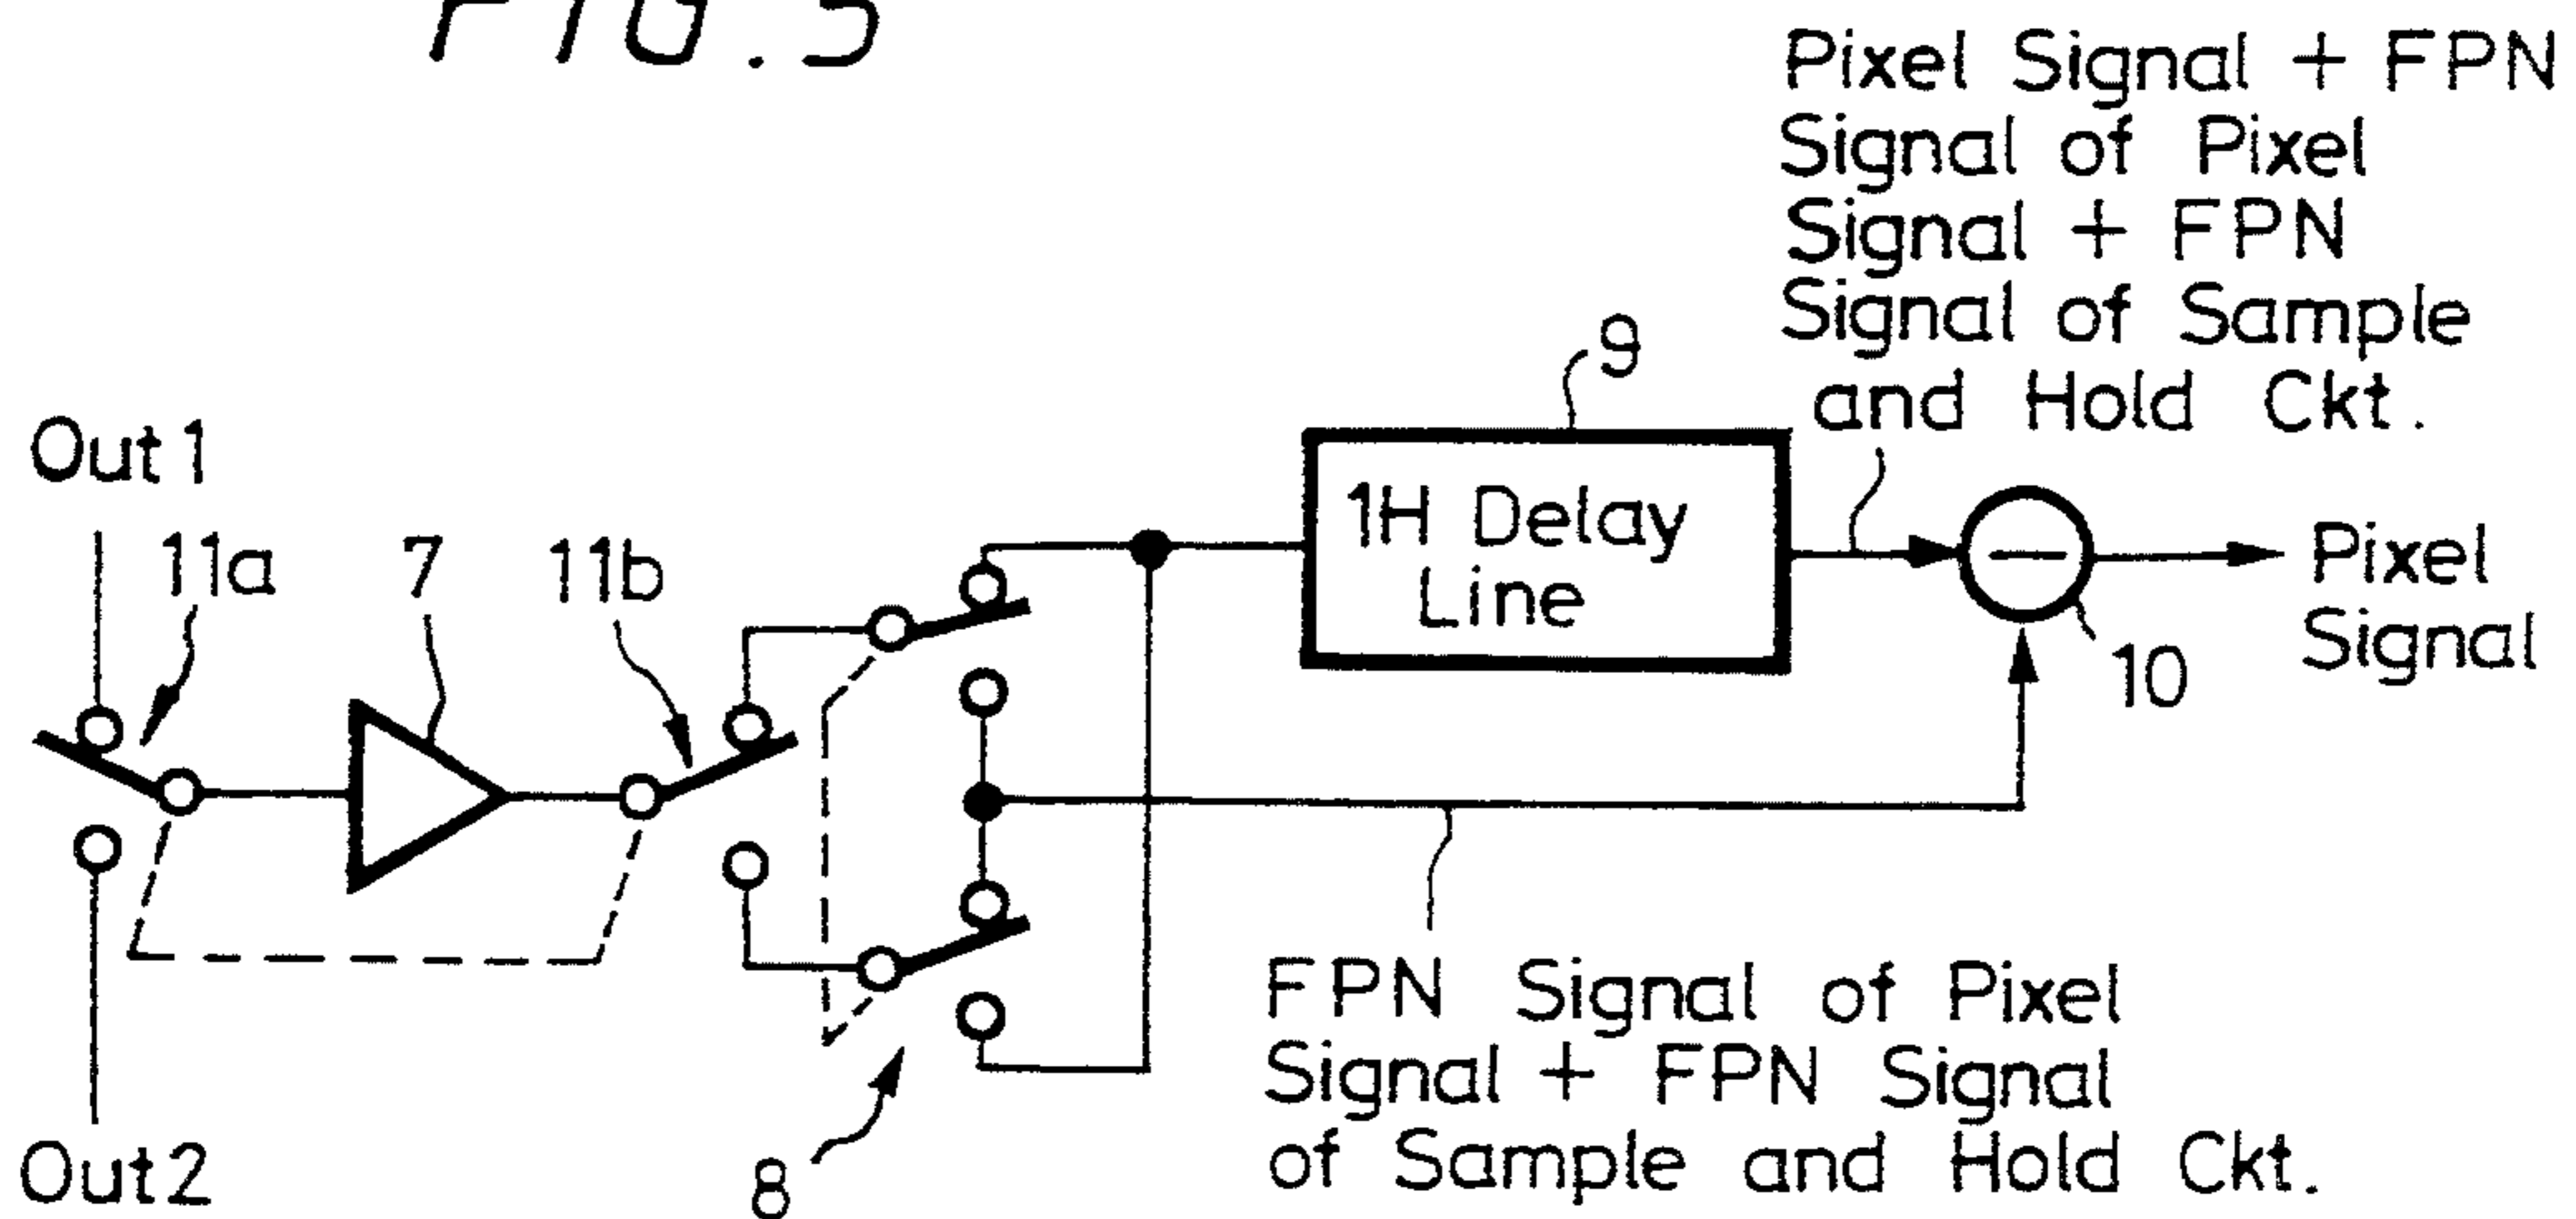 FIG. 5
Pixel Signal + FPN
Signal of Pixel
Signal + FPN
Signal of Sample
and Hold Ckt.
9
Out 1
11a
7
11b
1H Delay
Line
10
Pixel
Signal
FPN Signal of Pixel
Signal + FPN Signal
of Sample and Hold Ckt.
8
Out 2